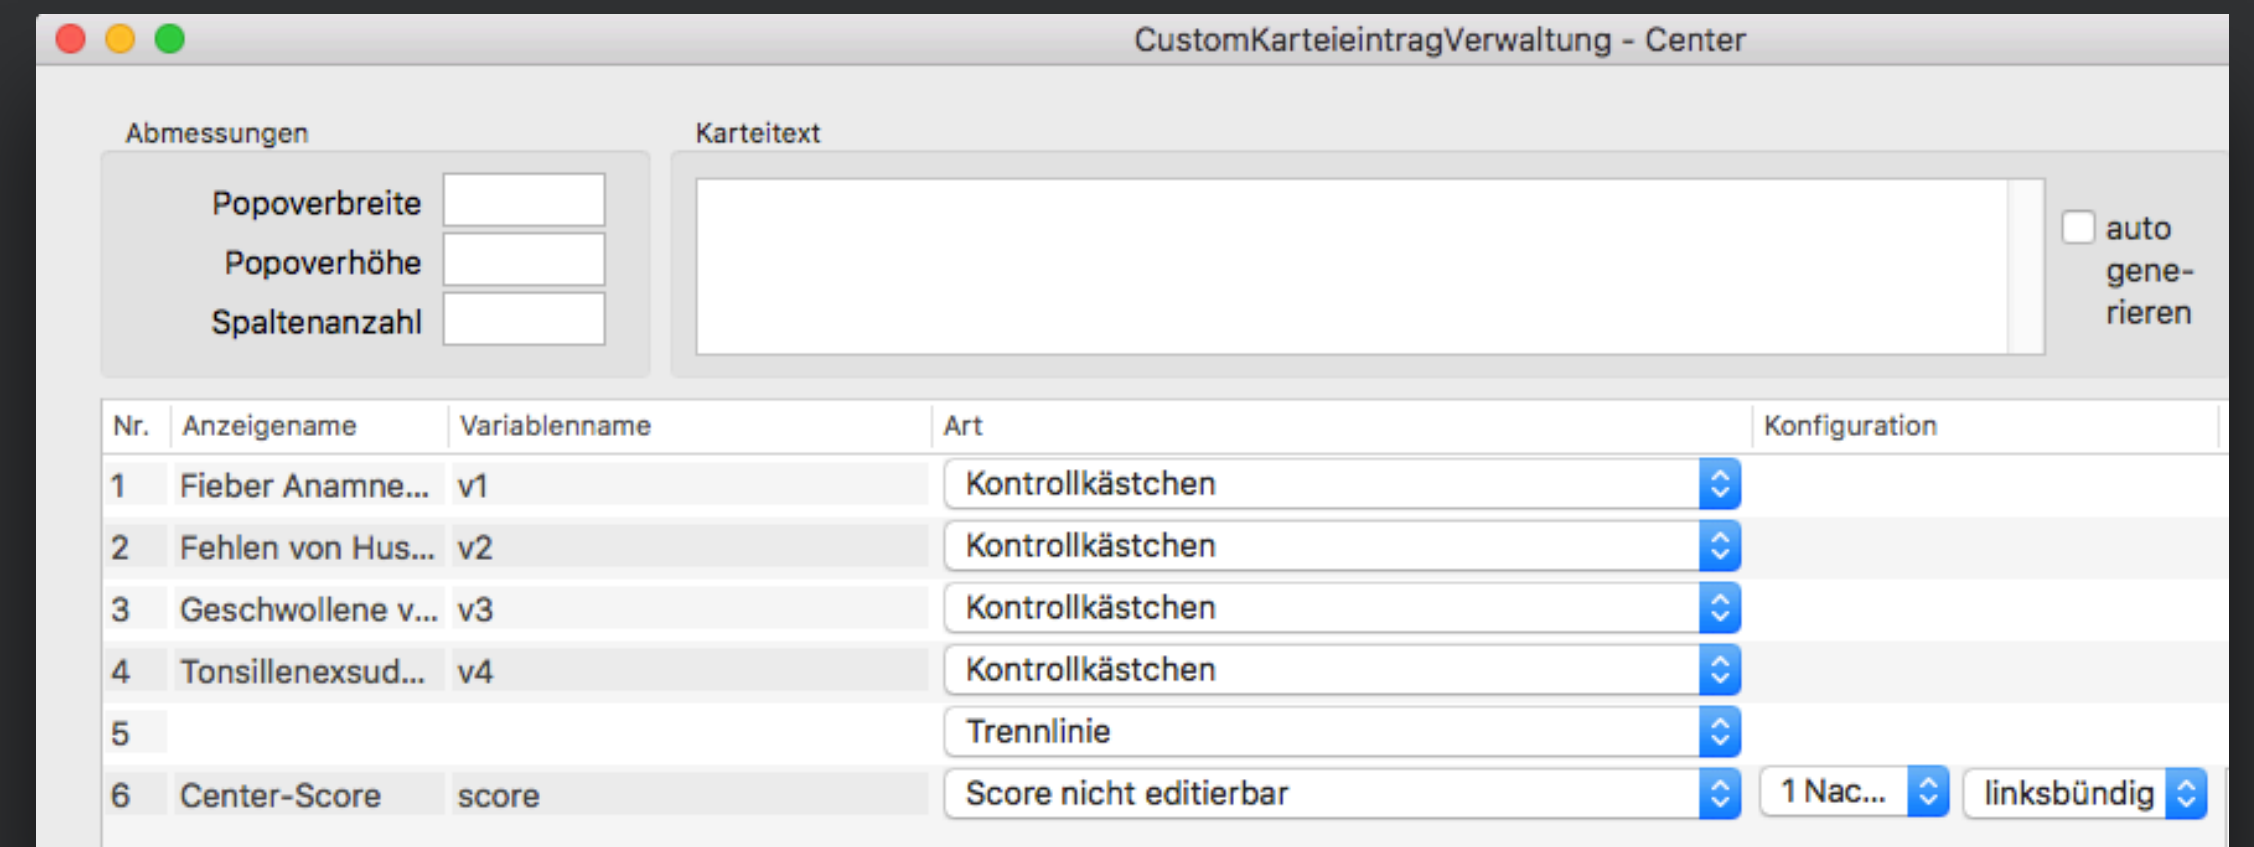 CustomKarteieintragVerwaltung - Center
Abmessungen
Karteitext
Popoverbreite
Popoverhöhe
Spaltenanzahl
auto
gene-
rieren
Nr. Anzeigename Variablenname Art Konfiguration
1 Fieber Anamne... v1 Kontrollkästchen
2 Fehlen von Hus... v2 Kontrollkästchen
3 Geschwollene v... v3 Kontrollkästchen
4 Tonsillenexsud... v4 Kontrollkästchen
5 Trennlinie
6 Center-Score score Score nicht editierbar 1 Nac... linksbündig